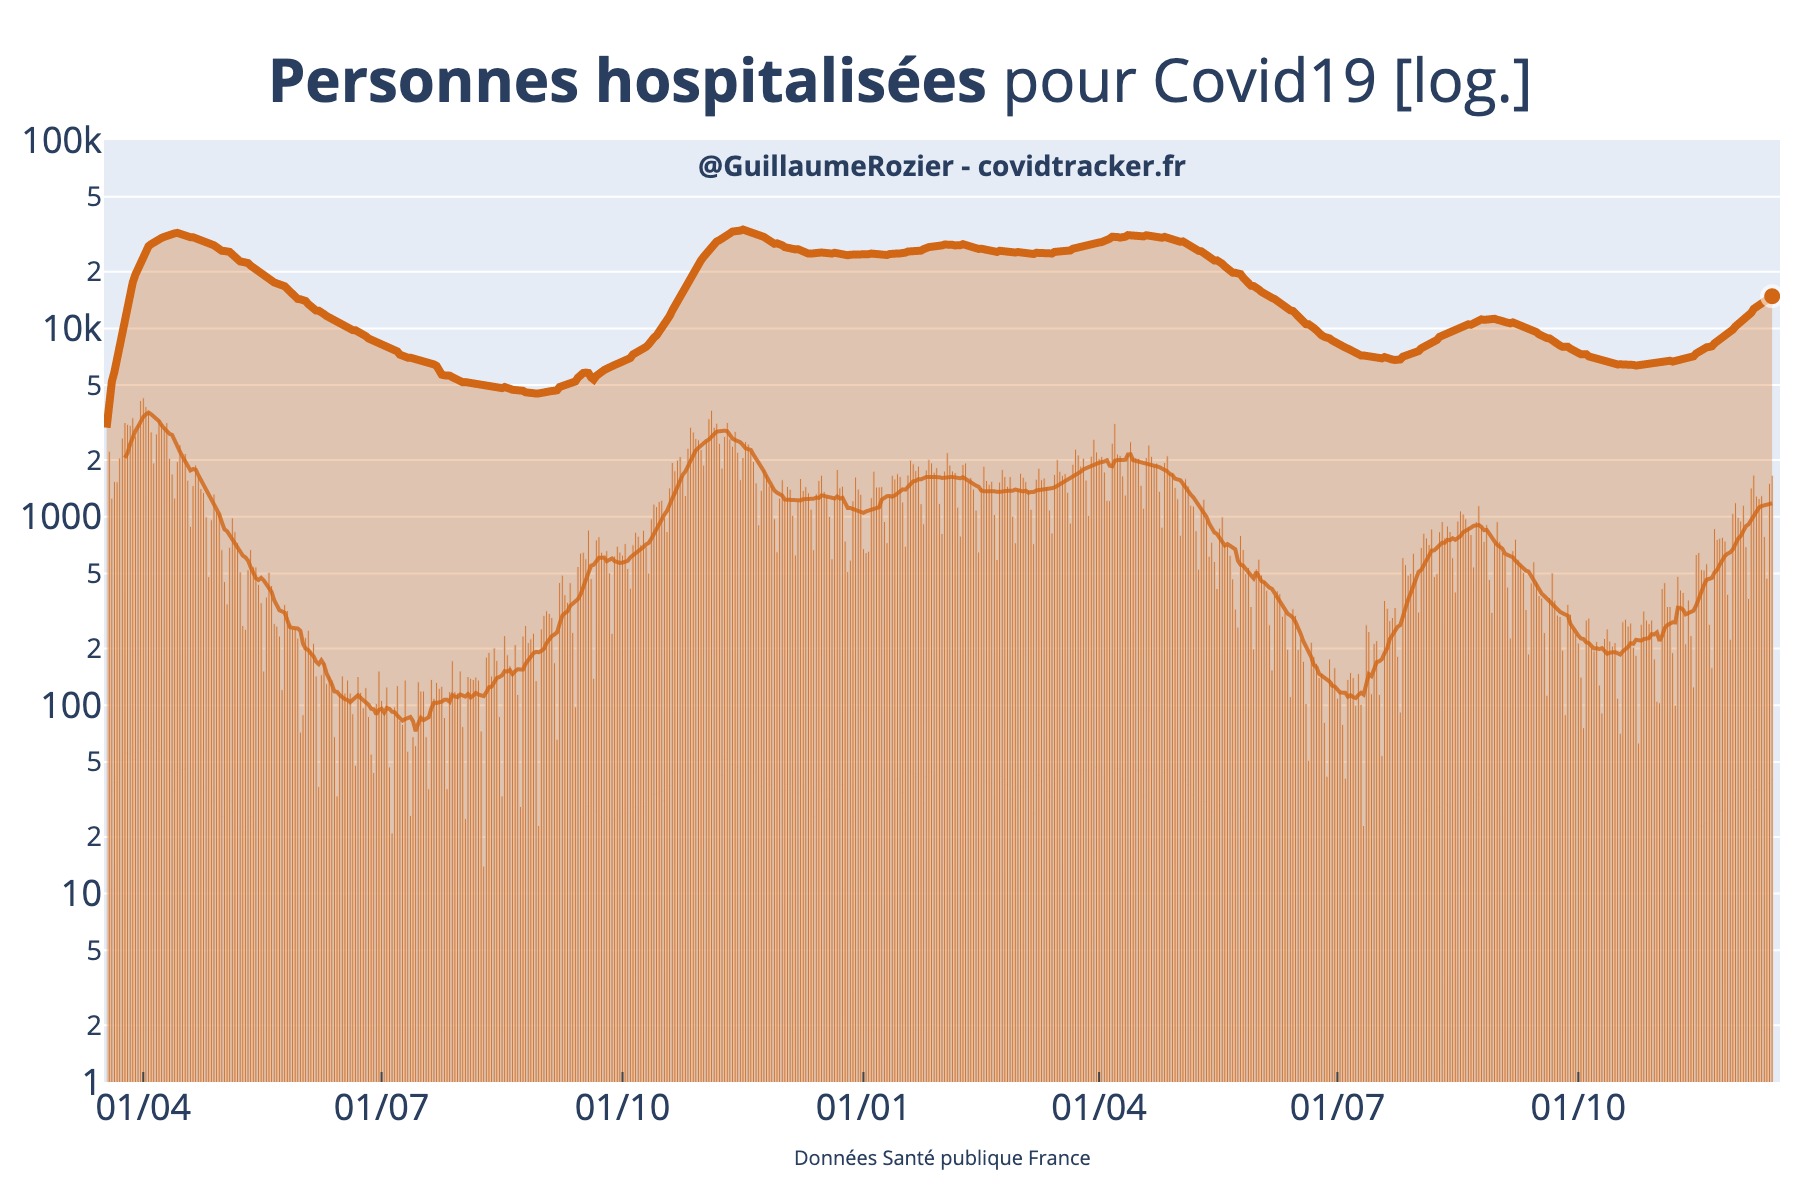 Personnes hospitalisées pour Covid19 [log.]
@GuillaumeRozier - covidtracker.fr
100k
5
2
10k
5
2
1000
5
2
100
5
2
10
5
2
1
01/04 01/07 01/10 01/01 01/04 01/07 01/10
Données Santé publique France